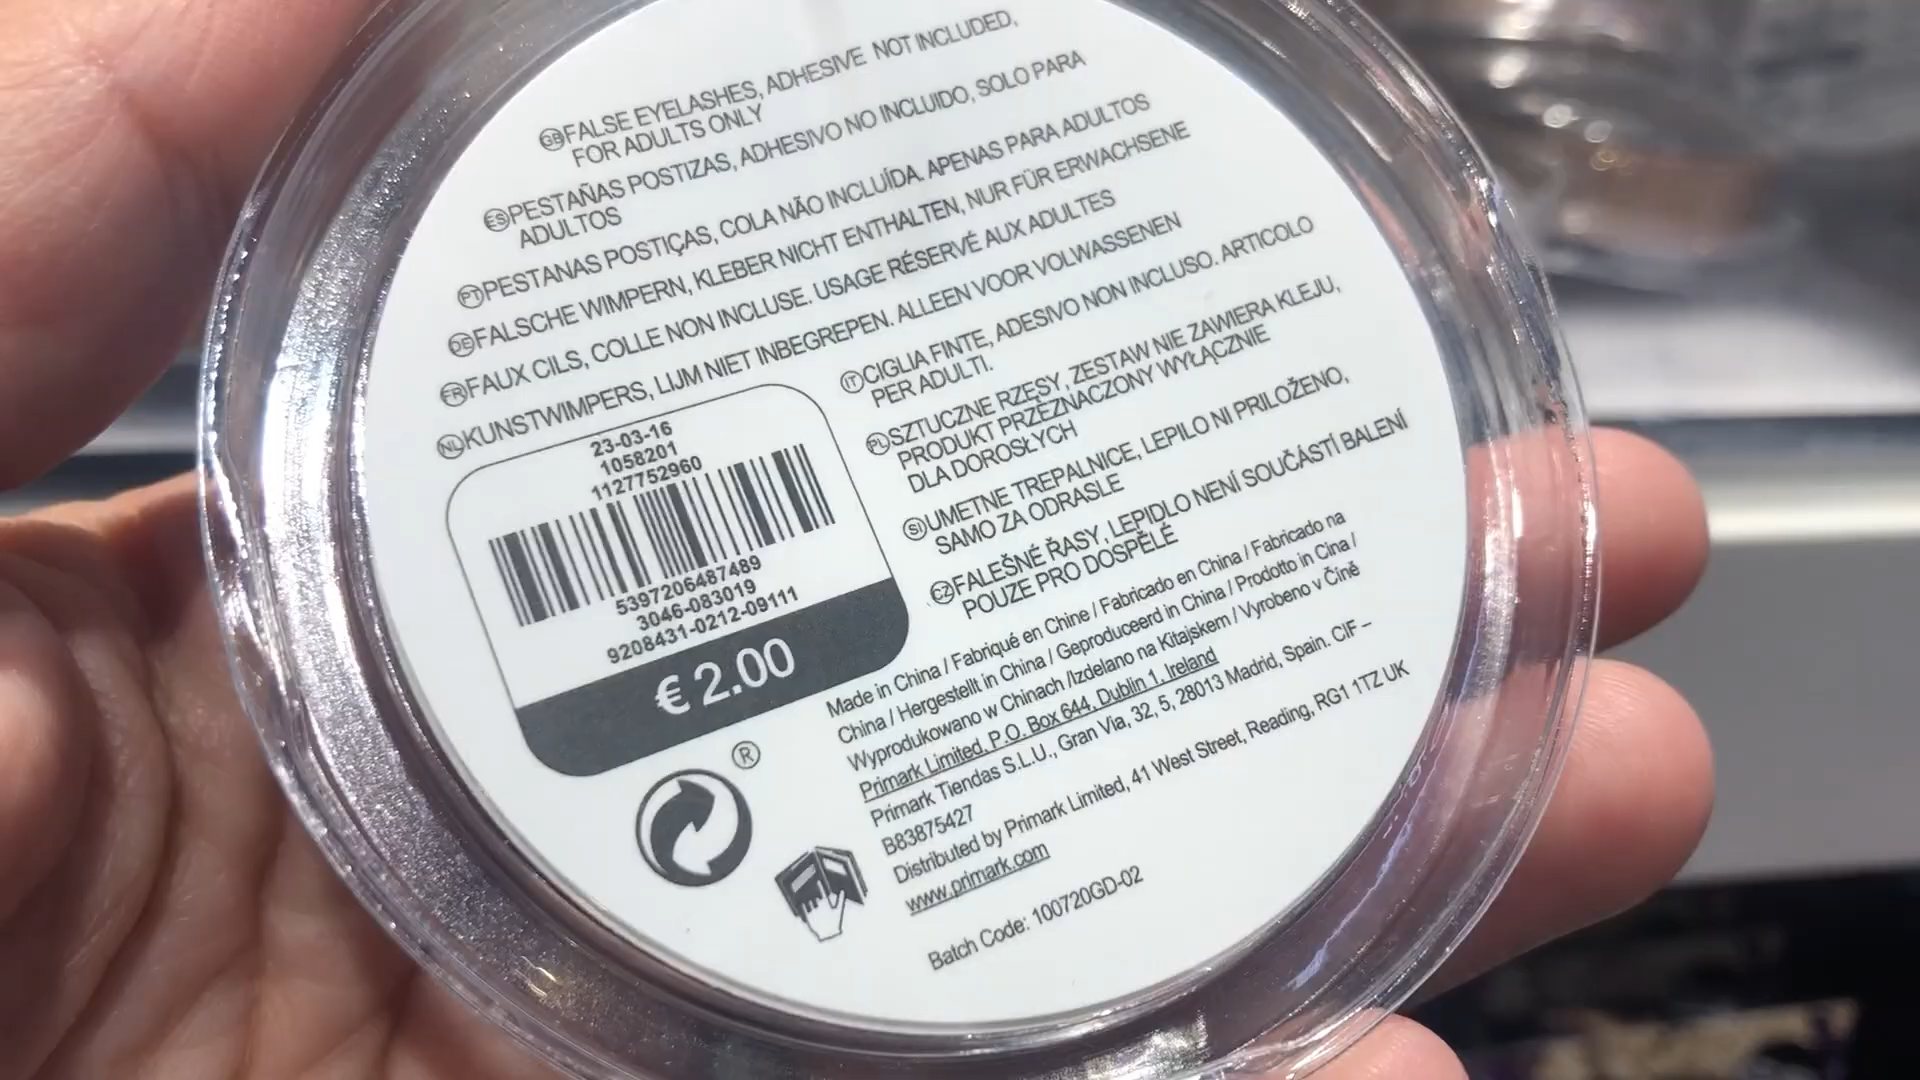 GB FALSE EYELASHES, ADHESIVE NOT INCLUDED,
FOR ADULTS ONLY
ES PESTAÑAS POSTIZAS, ADHESIVO NO INCLUIDO, SOLO PARA
ADULTOS
PT PESTANAS POSTIÇAS, COLA NÃO INCLUÍDA. APENAS PARA ADULTOS
DE FALSCHE WIMPERN, KLEBER NICHT ENTHALTEN, NUR FÜR ERWACHSENE
FR FAUX CILS, COLLE NON INCLUSE. USAGE RÉSERVÉ AUX ADULTES
NL KUNSTWIMPERS, LIJM NIET INBEGREPEN. ALLEEN VOOR VOLWASSENEN
IT CIGLIA FINTE, ADESIVO NON INCLUSO. ARTICOLO
PER ADULTI.
PL SZTUCZNE RZĘSY, ZESTAW NIE ZAWIERA KLEJU,
PRODUKT PRZEZNACZONY WYŁĄCZNIE
DLA DOROSŁYCH
SI UMETNE TREPALNICE, LEPILO NI PRILOŽENO,
SAMO ZA ODRASLE
CZ FALEŠNÉ ŘASY, LEPIDLO NENÍ SOUČÁSTÍ BALENÍ
POUZE PRO DOSPĚLÉ
23-03-16
1058201
1127752960
5397206487489
3046-083019
9208431-0212-09111
€ 2.00
®
Made in China / Fabriqué en Chine / Fabricado en China / Fabricado na
China / Hergestellt in China / Geproduceerd in China / Prodotto in Cina /
Wyprodukowano w Chinach /Izdelano na Kitajskem / Vyrobeno v Číně
Primark Limited, P.O. Box 644, Dublin 1, Ireland
Primark Tiendas S.L.U., Gran Via, 32, 5, 28013 Madrid, Spain. CIF –
B83875427
Distributed by Primark Limited, 41 West Street, Reading, RG1 1TZ UK
www.primark.com
Batch Code: 100720GD-02